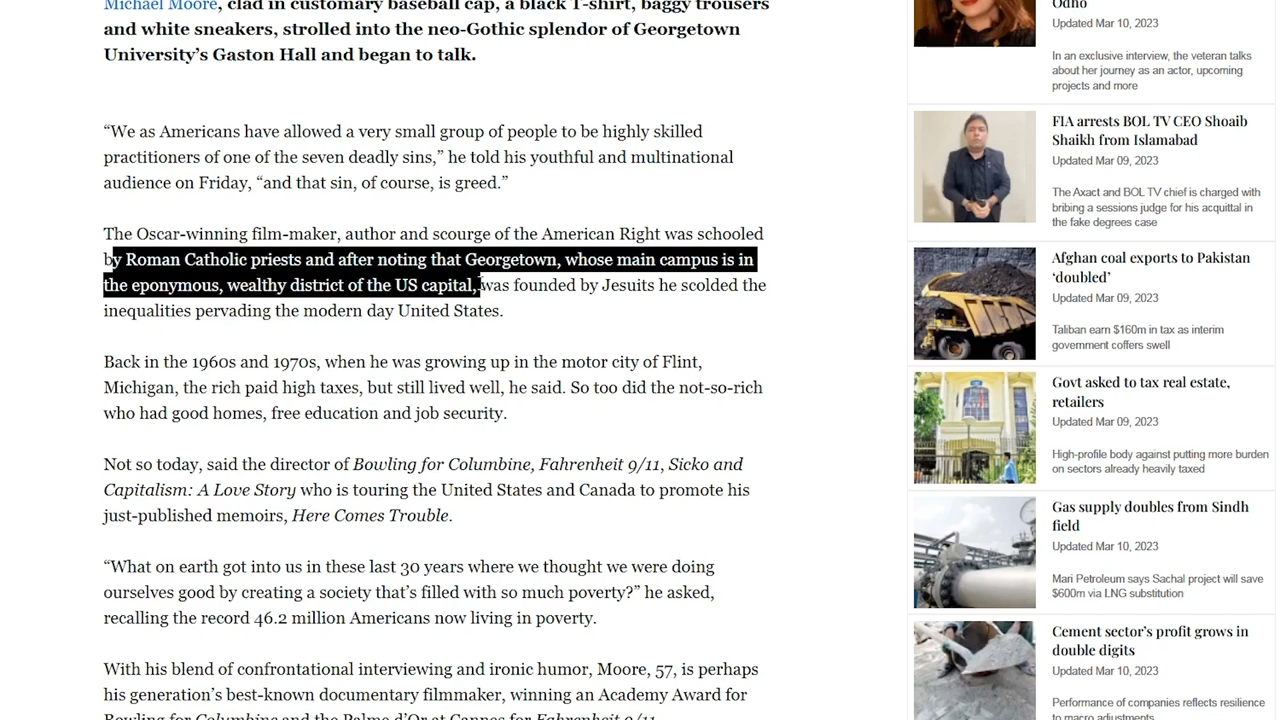 Michael Moore, clad in customary baseball cap, a black T-shirt, baggy trousers
and white sneakers, strolled into the neo-Gothic splendor of Georgetown
University’s Gaston Hall and began to talk.
“We as Americans have allowed a very small group of people to be highly skilled
practitioners of one of the seven deadly sins,” he told his youthful and multinational
audience on Friday, “and that sin, of course, is greed.”
The Oscar-winning film-maker, author and scourge of the American Right was schooled
by Roman Catholic priests and after noting that Georgetown, whose main campus is in
the eponymous, wealthy district of the US capital, was founded by Jesuits he scolded the
inequalities pervading the modern day United States.
Back in the 1960s and 1970s, when he was growing up in the motor city of Flint,
Michigan, the rich paid high taxes, but still lived well, he said. So too did the not-so-rich
who had good homes, free education and job security.
Not so today, said the director of Bowling for Columbine, Fahrenheit 9/11, Sicko and
Capitalism: A Love Story who is touring the United States and Canada to promote his
just-published memoirs, Here Comes Trouble.
“What on earth got into us in these last 30 years where we thought we were doing
ourselves good by creating a society that’s filled with so much poverty?” he asked,
recalling the record 46.2 million Americans now living in poverty.
With his blend of confrontational interviewing and ironic humor, Moore, 57, is perhaps
his generation’s best-known documentary filmmaker, winning an Academy Award for
Bowling for Columbine and the Palme d’Or at Cannes for Fahrenheit 9/11.
Odho
Updated Mar 10, 2023
In an exclusive interview, the veteran talks
about her journey as an actor, upcoming
projects and more
FIA arrests BOL TV CEO Shoaib
Shaikh from Islamabad
Updated Mar 09, 2023
The Axact and BOL TV chief is charged with
bribing a sessions judge for his acquittal in
the fake degrees case
Afghan coal exports to Pakistan
‘doubled’
Updated Mar 09, 2023
Taliban earn $160m in tax as interim
government coffers swell
Govt asked to tax real estate,
retailers
Updated Mar 09, 2023
High-profile body against putting more burden
on sectors already heavily taxed
Gas supply doubles from Sindh
field
Updated Mar 10, 2023
Mari Petroleum says Sachal project will save
$600m via LNG substitution
Cement sector’s profit grows in
double digits
Updated Mar 10, 2023
Performance of companies reflects resilience
to macro adjustments